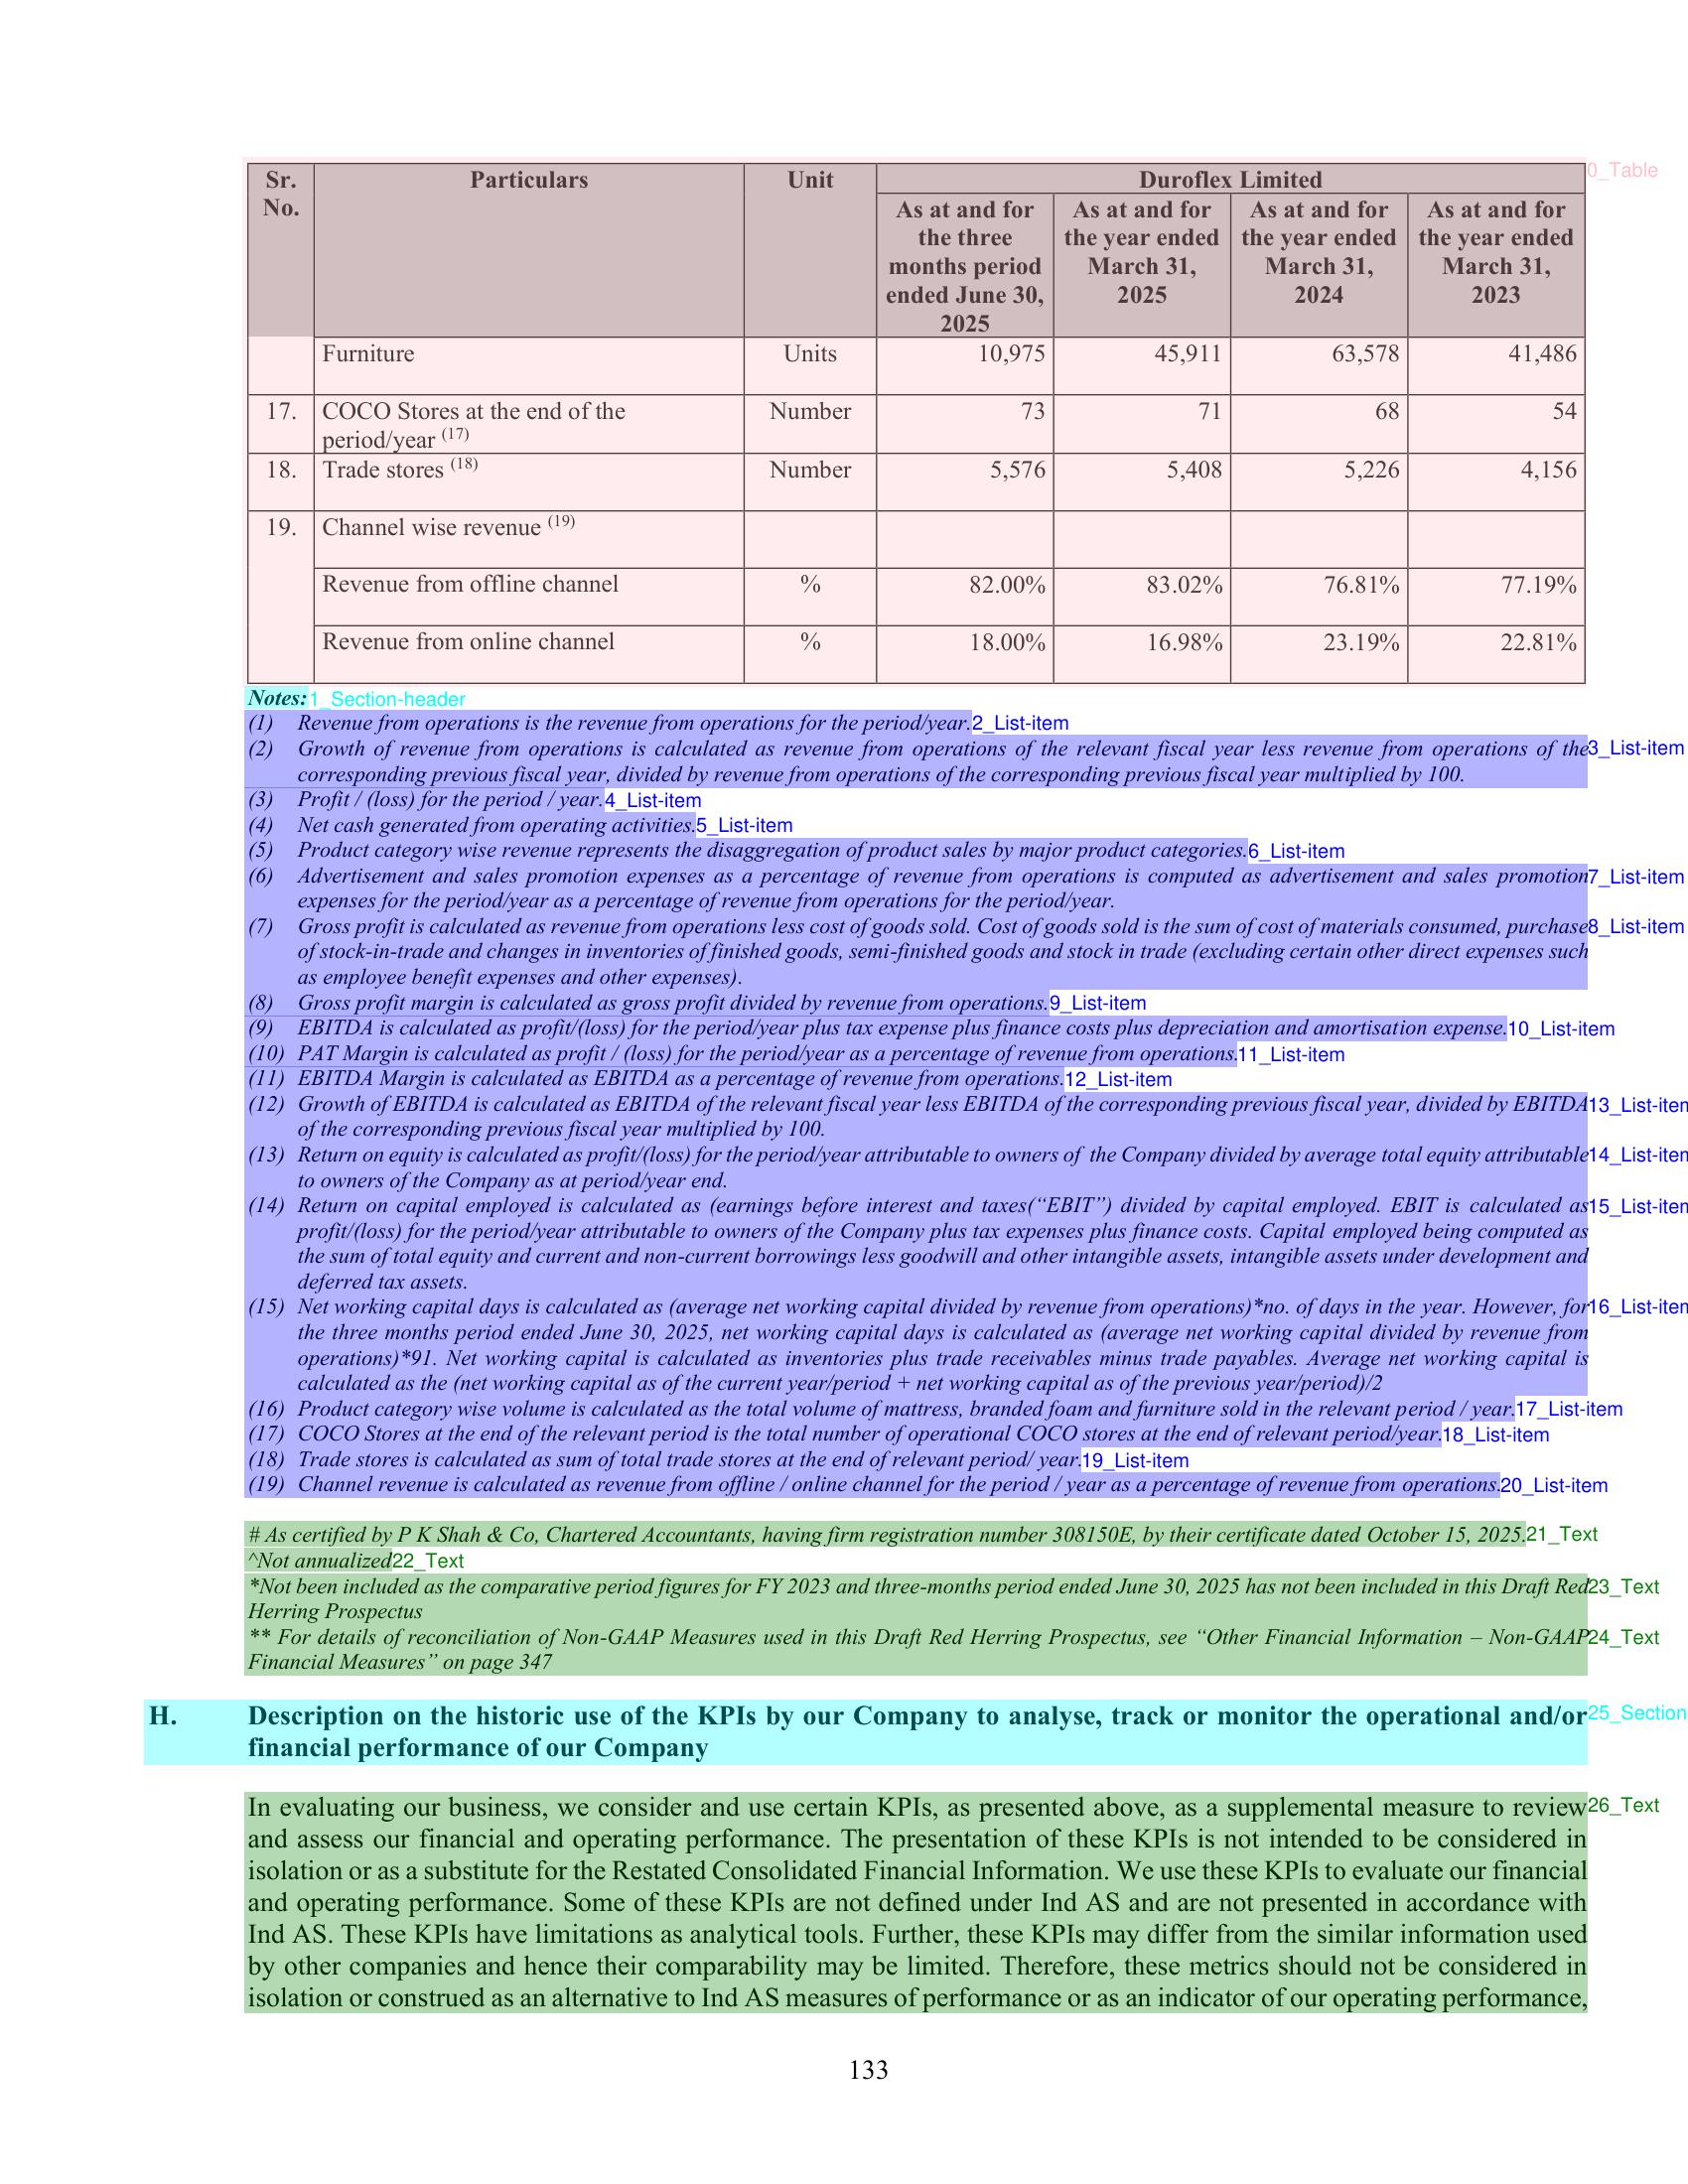 Sr. No. Particulars Unit Duroflex Limited
As at and for the three months period ended June 30, 2025 As at and for the year ended March 31, 2025 As at and for the year ended March 31, 2024 As at and for the year ended March 31, 2023
0_Table
Furniture Units 10,975 45,911 63,578 41,486
17. COCO Stores at the end of the period/year (17) Number 73 71 68 54
18. Trade stores (18) Number 5,576 5,408 5,226 4,156
19. Channel wise revenue (19)
Revenue from offline channel % 82.00% 83.02% 76.81% 77.19%
Revenue from online channel % 18.00% 16.98% 23.19% 22.81%
Notes: 1_Section-header
(1) Revenue from operations is the revenue from operations for the period/year. 2_List-item
(2) Growth of revenue from operations is calculated as revenue from operations of the relevant fiscal year less revenue from operations of the 3_List-item
corresponding previous fiscal year, divided by revenue from operations of the corresponding previous fiscal year multiplied by 100.
(3) Profit / (loss) for the period / year. 4_List-item
(4) Net cash generated from operating activities. 5_List-item
(5) Product category wise revenue represents the disaggregation of product sales by major product categories. 6_List-item
(6) Advertisement and sales promotion expenses as a percentage of revenue from operations is computed as advertisement and sales promotion 7_List-item
expenses for the period/year as a percentage of revenue from operations for the period/year.
(7) Gross profit is calculated as revenue from operations less cost of goods sold. Cost of goods sold is the sum of cost of materials consumed, purchase 8_List-item
of stock-in-trade and changes in inventories of finished goods, semi-finished goods and stock in trade (excluding certain other direct expenses such
as employee benefit expenses and other expenses).
(8) Gross profit margin is calculated as gross profit divided by revenue from operations. 9_List-item
(9) EBITDA is calculated as profit/(loss) for the period/year plus tax expense plus finance costs plus depreciation and amortisation expense. 10_List-item
(10) PAT Margin is calculated as profit / (loss) for the period/year as a percentage of revenue from operations. 11_List-item
(11) EBITDA Margin is calculated as EBITDA as a percentage of revenue from operations. 12_List-item
(12) Growth of EBITDA is calculated as EBITDA of the relevant fiscal year less EBITDA of the corresponding previous fiscal year, divided by EBITDA 13_List-item
of the corresponding previous fiscal year multiplied by 100.
(13) Return on equity is calculated as profit/(loss) for the period/year attributable to owners of the Company divided by average total equity attributable 14_List-item
to owners of the Company as at period/year end.
(14) Return on capital employed is calculated as (earnings before interest and taxes(“EBIT”) divided by capital employed. EBIT is calculated as 15_List-item
profit/(loss) for the period/year attributable to owners of the Company plus tax expenses plus finance costs. Capital employed being computed as
the sum of total equity and current and non-current borrowings less goodwill and other intangible assets, intangible assets under development and
deferred tax assets.
(15) Net working capital days is calculated as (average net working capital divided by revenue from operations)*no. of days in the year. However, for 16_List-item
the three months period ended June 30, 2025, net working capital days is calculated as (average net working capital divided by revenue from
operations)*91. Net working capital is calculated as inventories plus trade receivables minus trade payables. Average net working capital is
calculated as the (net working capital as of the current year/period + net working capital as of the previous year/period)/2
(16) Product category wise volume is calculated as the total volume of mattress, branded foam and furniture sold in the relevant period / year. 17_List-item
(17) COCO Stores at the end of the relevant period is the total number of operational COCO stores at the end of relevant period/year. 18_List-item
(18) Trade stores is calculated as sum of total trade stores at the end of relevant period/ year. 19_List-item
(19) Channel revenue is calculated as revenue from offline / online channel for the period / year as a percentage of revenue from operations. 20_List-item
# As certified by P K Shah & Co, Chartered Accountants, having firm registration number 308150E, by their certificate dated October 15, 2025. 21_Text
^Not annualized 22_Text
*Not been included as the comparative period figures for FY 2023 and three-months period ended June 30, 2025 has not been included in this Draft Red 23_Text
Herring Prospectus
** For details of reconciliation of Non-GAAP Measures used in this Draft Red Herring Prospectus, see “Other Financial Information – Non-GAAP 24_Text
Financial Measures” on page 347
H. Description on the historic use of the KPIs by our Company to analyse, track or monitor the operational and/or 25_Section
financial performance of our Company
In evaluating our business, we consider and use certain KPIs, as presented above, as a supplemental measure to review 26_Text
and assess our financial and operating performance. The presentation of these KPIs is not intended to be considered in
isolation or as a substitute for the Restated Consolidated Financial Information. We use these KPIs to evaluate our financial
and operating performance. Some of these KPIs are not defined under Ind AS and are not presented in accordance with
Ind AS. These KPIs have limitations as analytical tools. Further, these KPIs may differ from the similar information used
by other companies and hence their comparability may be limited. Therefore, these metrics should not be considered in
isolation or construed as an alternative to Ind AS measures of performance or as an indicator of our operating performance,
133